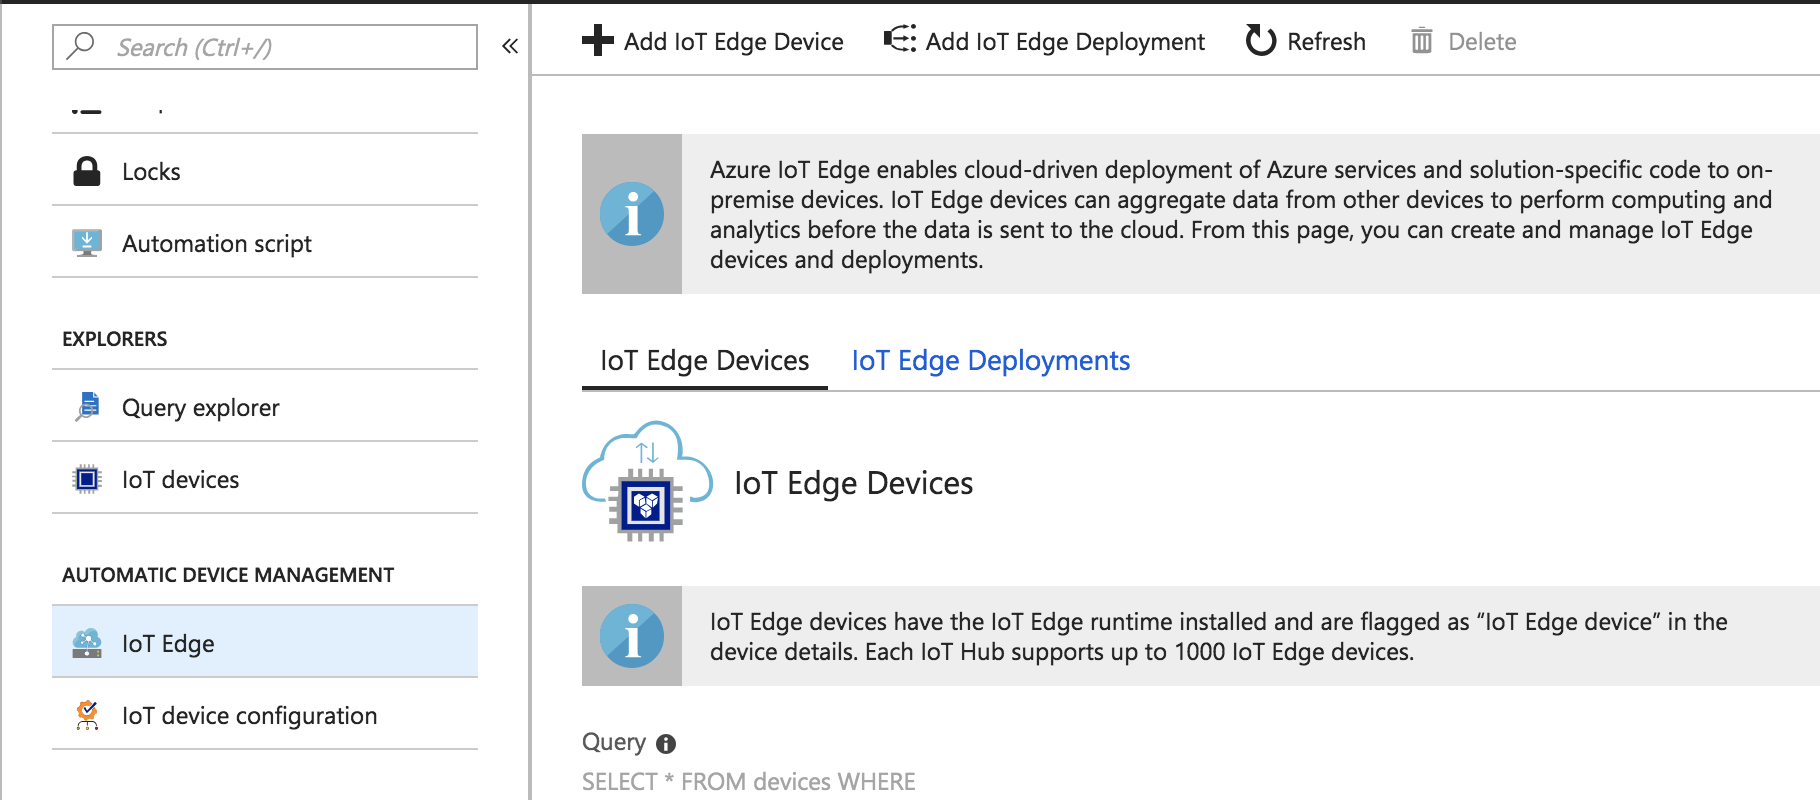 Search (Ctrl+/)
«
Locks
Automation script
EXPLORERS
Query explorer
IoT devices
AUTOMATIC DEVICE MANAGEMENT
IoT Edge
IoT device configuration
Add IoT Edge Device
Add IoT Edge Deployment
Refresh
Delete
Azure IoT Edge enables cloud-driven deployment of Azure services and solution-specific code to on-
premise devices. IoT Edge devices can aggregate data from other devices to perform computing and
analytics before the data is sent to the cloud. From this page, you can create and manage IoT Edge
devices and deployments.
IoT Edge Devices
IoT Edge Deployments
IoT Edge Devices
IoT Edge devices have the IoT Edge runtime installed and are flagged as “IoT Edge device” in the
device details. Each IoT Hub supports up to 1000 IoT Edge devices.
Query
SELECT * FROM devices WHERE